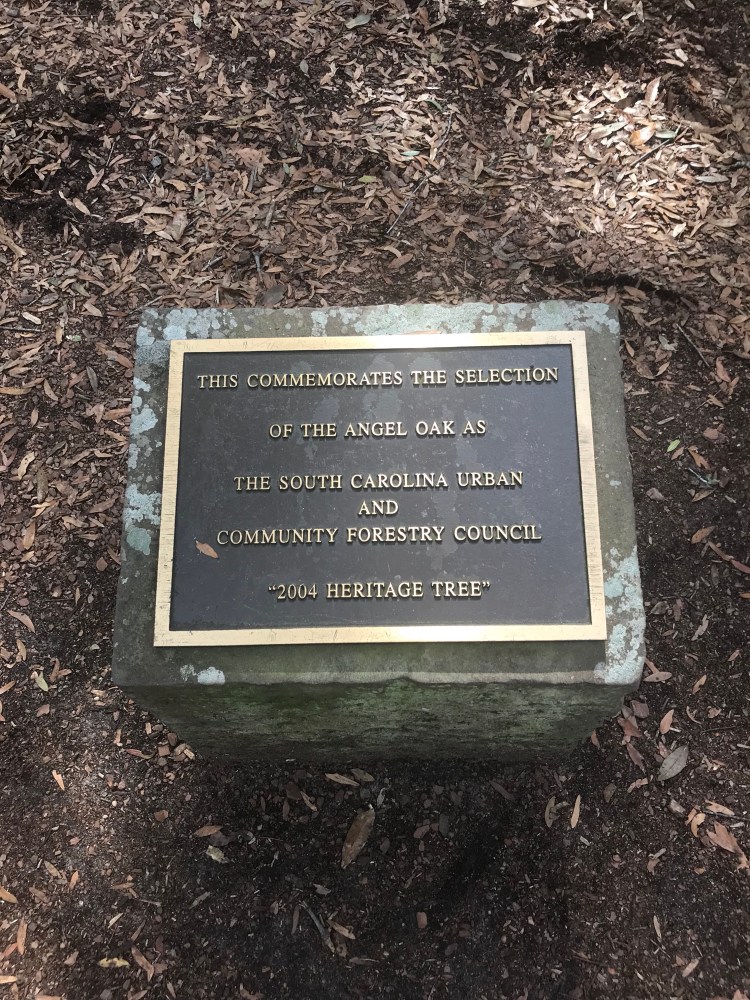 THIS COMMEMORATES THE SELECTION
OF THE ANGEL OAK AS
THE SOUTH CAROLINA URBAN
AND
COMMUNITY FORESTRY COUNCIL
“2004 HERITAGE TREE”